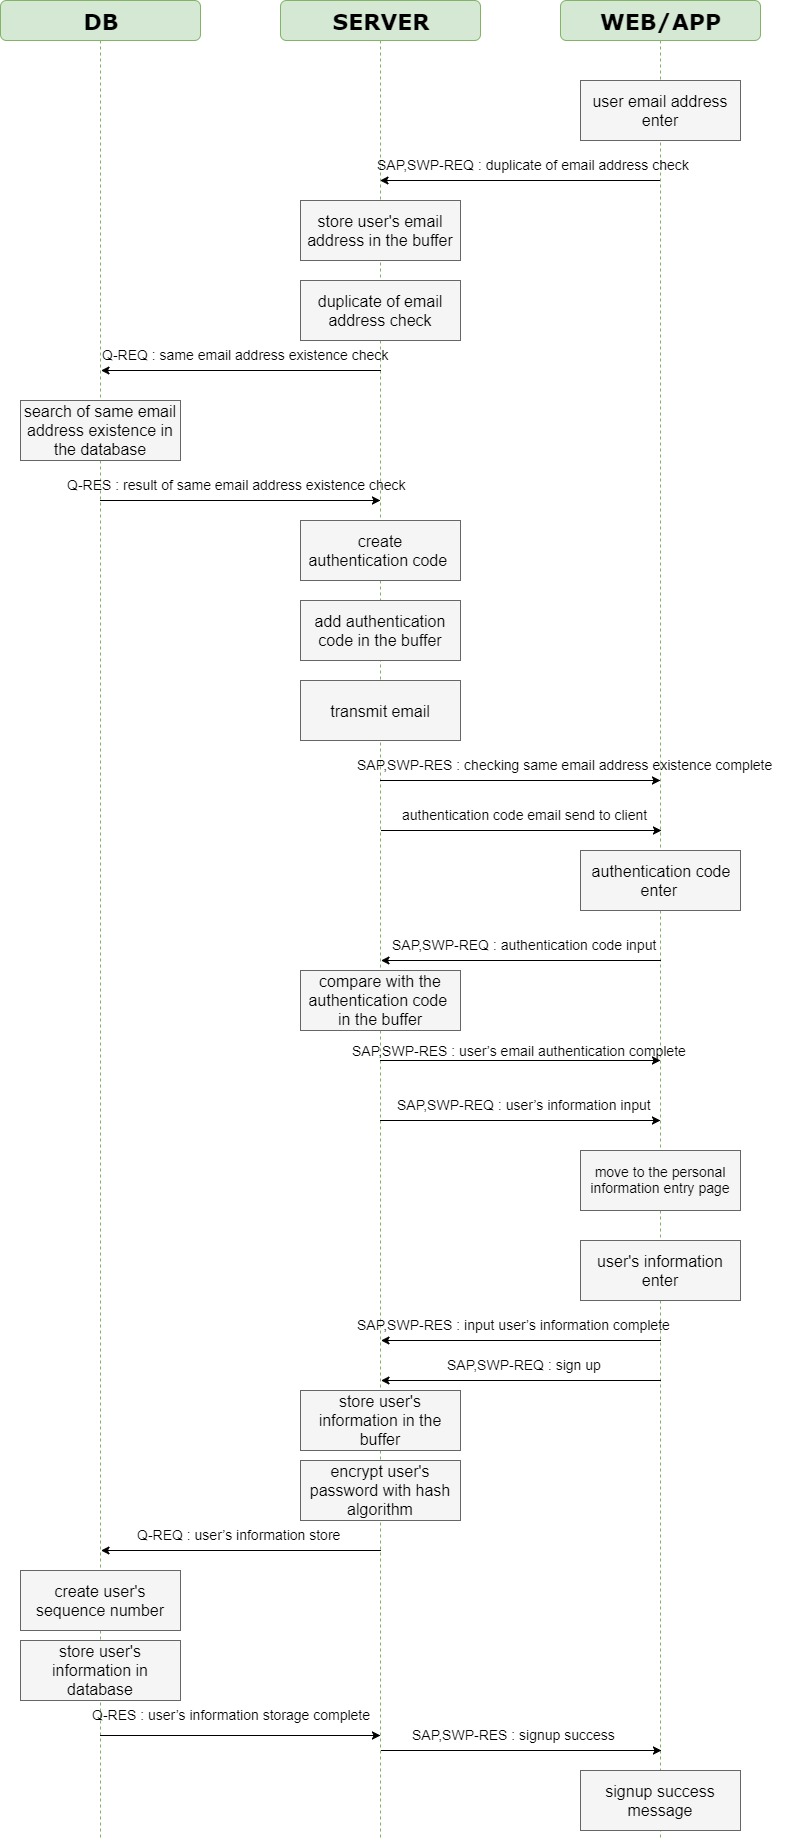 DB
SERVER
WEB/APP
user email address
enter
SAP,SWP-REQ : duplicate of email address check
store user's email
address in the buffer
duplicate of email
address check
Q-REQ : same email address existence check
search of same email
address existence in
the database
Q-RES : result of same email address existence check
create
authentication code
add authentication
code in the buffer
transmit email
SAP,SWP-RES : checking same email address existence complete
authentication code email send to client
authentication code
enter
SAP,SWP-REQ : authentication code input
compare with the
authentication code
in the buffer
SAP,SWP-RES : user's email authentication complete
SAP,SWP-REQ : user's information input
move to the personal
information entry page
user's information
enter
SAP,SWP-RES : input user's information complete
SAP,SWP-REQ : sign up
store user's
information in the
buffer
encrypt user's
password with hash
algorithm
Q-REQ : user's information store
create user's
sequence number
store user's
information in
database
Q-RES : user's information storage complete
SAP,SWP-RES : signup success
signup success
message